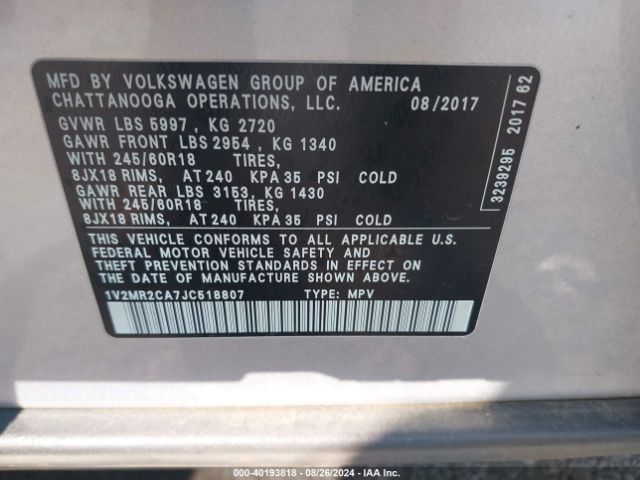 MFD BY VOLKSWAGEN GROUP OF AMERICA
CHATTANOOGA OPERATIONS, LLC. 08/2017
GVWR LBS 5997 , KG 2720
GAWR FRONT LBS 2954 , KG 1340
WITH 245/60R18 TIRES,
8JX18 RIMS, AT 240 KPA 35 PSI COLD
GAWR REAR LBS 3153, KG 1430
WITH 245/60R18 TIRES,
8JX18 RIMS, AT 240 KPA 35 PSI COLD
THIS VEHICLE CONFORMS TO ALL APPLICABLE U.S.
FEDERAL MOTOR VEHICLE SAFETY AND
THEFT PREVENTION STANDARDS IN EFFECT ON
THE DATE OF MANUFACTURE SHOWN ABOVE.
1V2MR2CA7JC518807 TYPE: MPV
3239295 2017 62
000-40193818 - 08/26/2024 - IAA Inc.